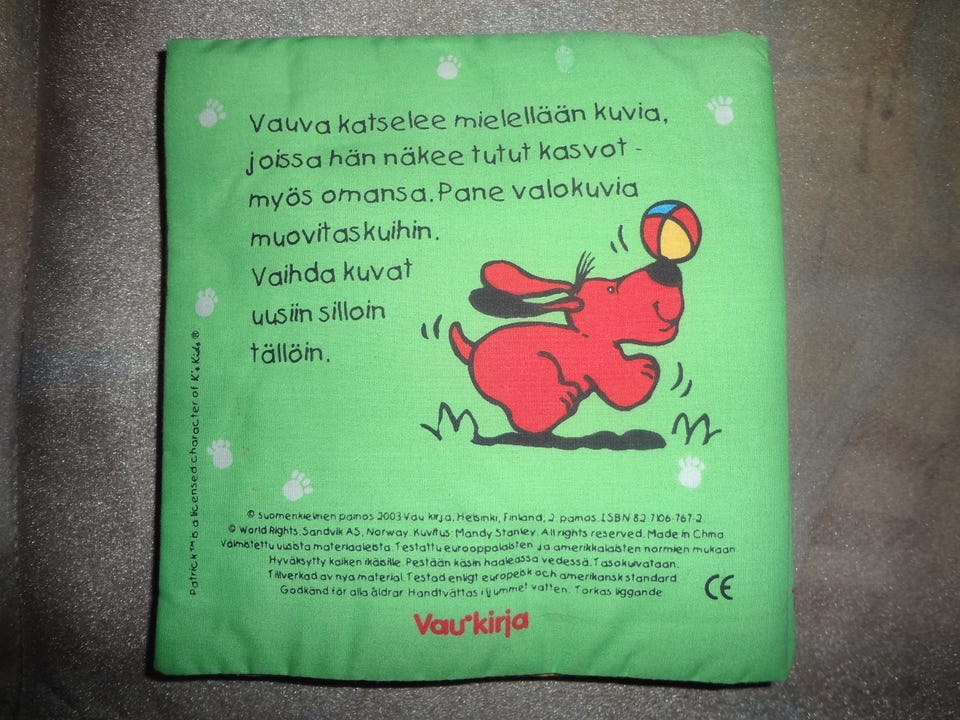 Vauva katselee mielellään kuvia,
joissa hän näkee tutut kasvot -
myös omansa. Pane valokuvia
muovitaskuihin.
Vaihda kuvat
uusiin silloin
tällöin.
Patrick™ is a licensed character of K's Kids®
© Suomenkielinen painos 2003 Vau kirja, Helsinki, Finland, 2. painos. ISBN 82 7106-767-2
© World Rights, Sandvik AS, Norway. Kuvitus: Mandy Stanley. All rights reserved. Made in China
Valmistettu uusista materiaaleista. Testattu eurooppalaisten ja amerikkalaisten normien mukaan
Hyväksytty kaiken ikäisille. Pestään käsin haaleassa vedessä. Tasokuivataan.
Tillverkad av nya material. Testad enligt europeisk och amerikansk standard
Godkänd för alla åldrar. Handtvättas i ljummet vatten. Torkas liggande
CE
Vau kirja